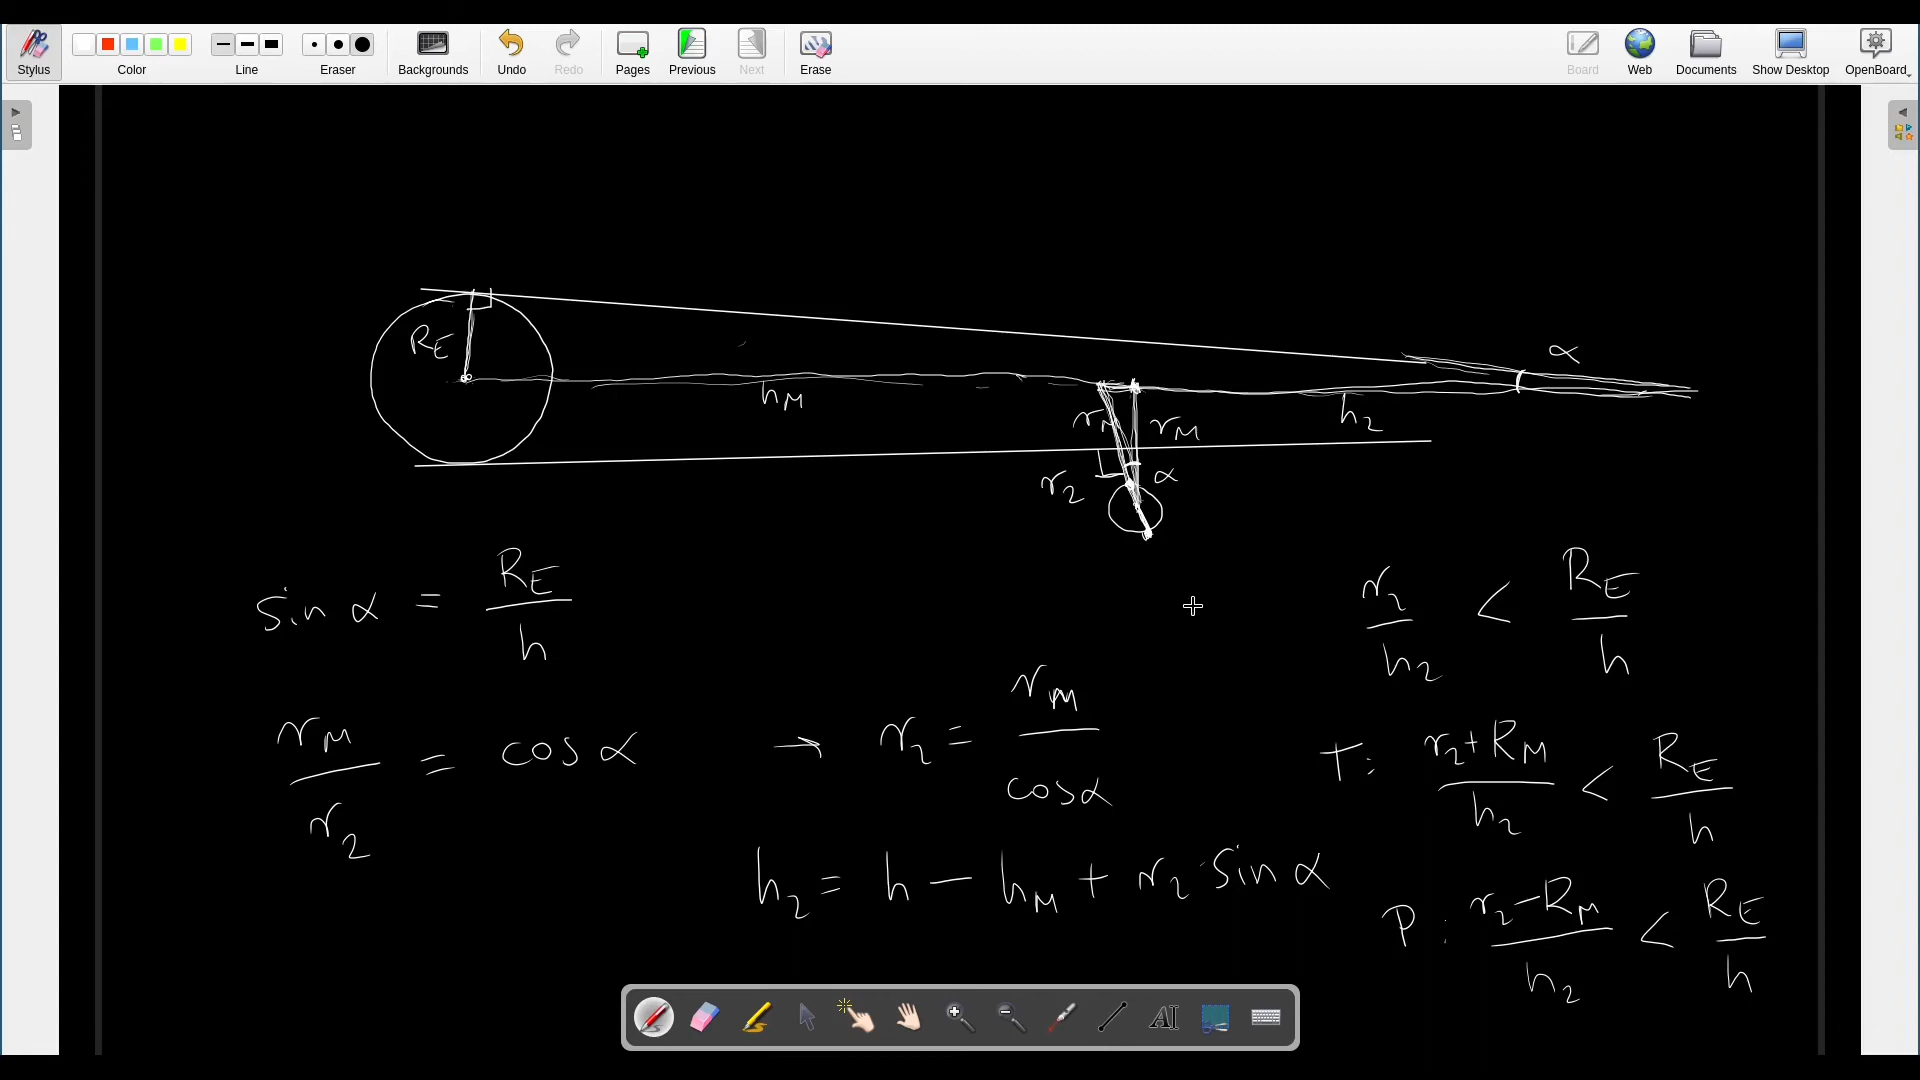 Stylus Color Line Eraser Backgrounds Undo Redo Pages Previous Next Erase Board Web Documents Show Desktop OpenBoard
α
R_E
h_M
r_M r_M h_2
r_2 α
sin α = R_E / h
r_2 / h_2 < R_E / h
r_M / r_2 = cos α → r_2 = r_M / cos α
T: (r_2 + R_M) / h_2 < R_E / h
h_2 = h - h_M + r_2 · sin α
P: (r_2 - R_M) / h_2 < R_E / h
AI